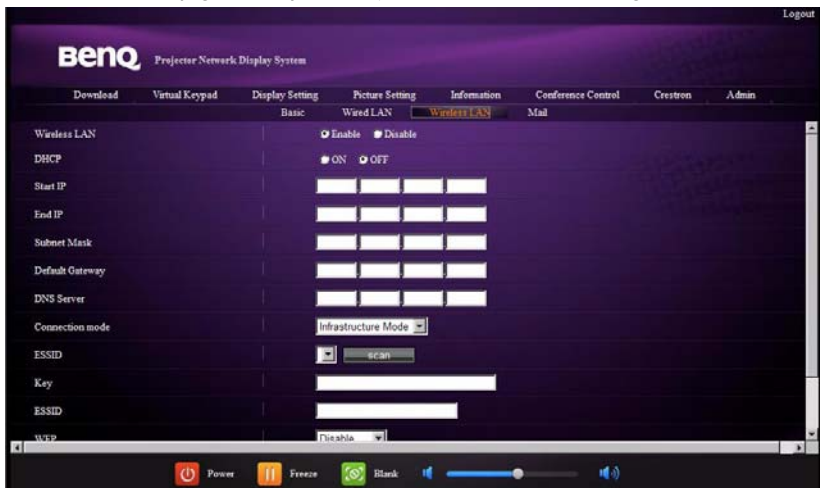 Logout
BenQ Projector Network Display System
Download Virtual Keypad Display Setting Picture Setting Information Conference Control Crestron Admin
Basic Wired LAN Wireless LAN Mail
Wireless LAN Enable Disable
DHCP ON OFF
Start IP
End IP
Subnet Mask
Default Gateway
DNS Server
Connection mode Infrastructure Mode
ESSID scan
Key
ESSID
WEP Disable
Power Freeze Blank